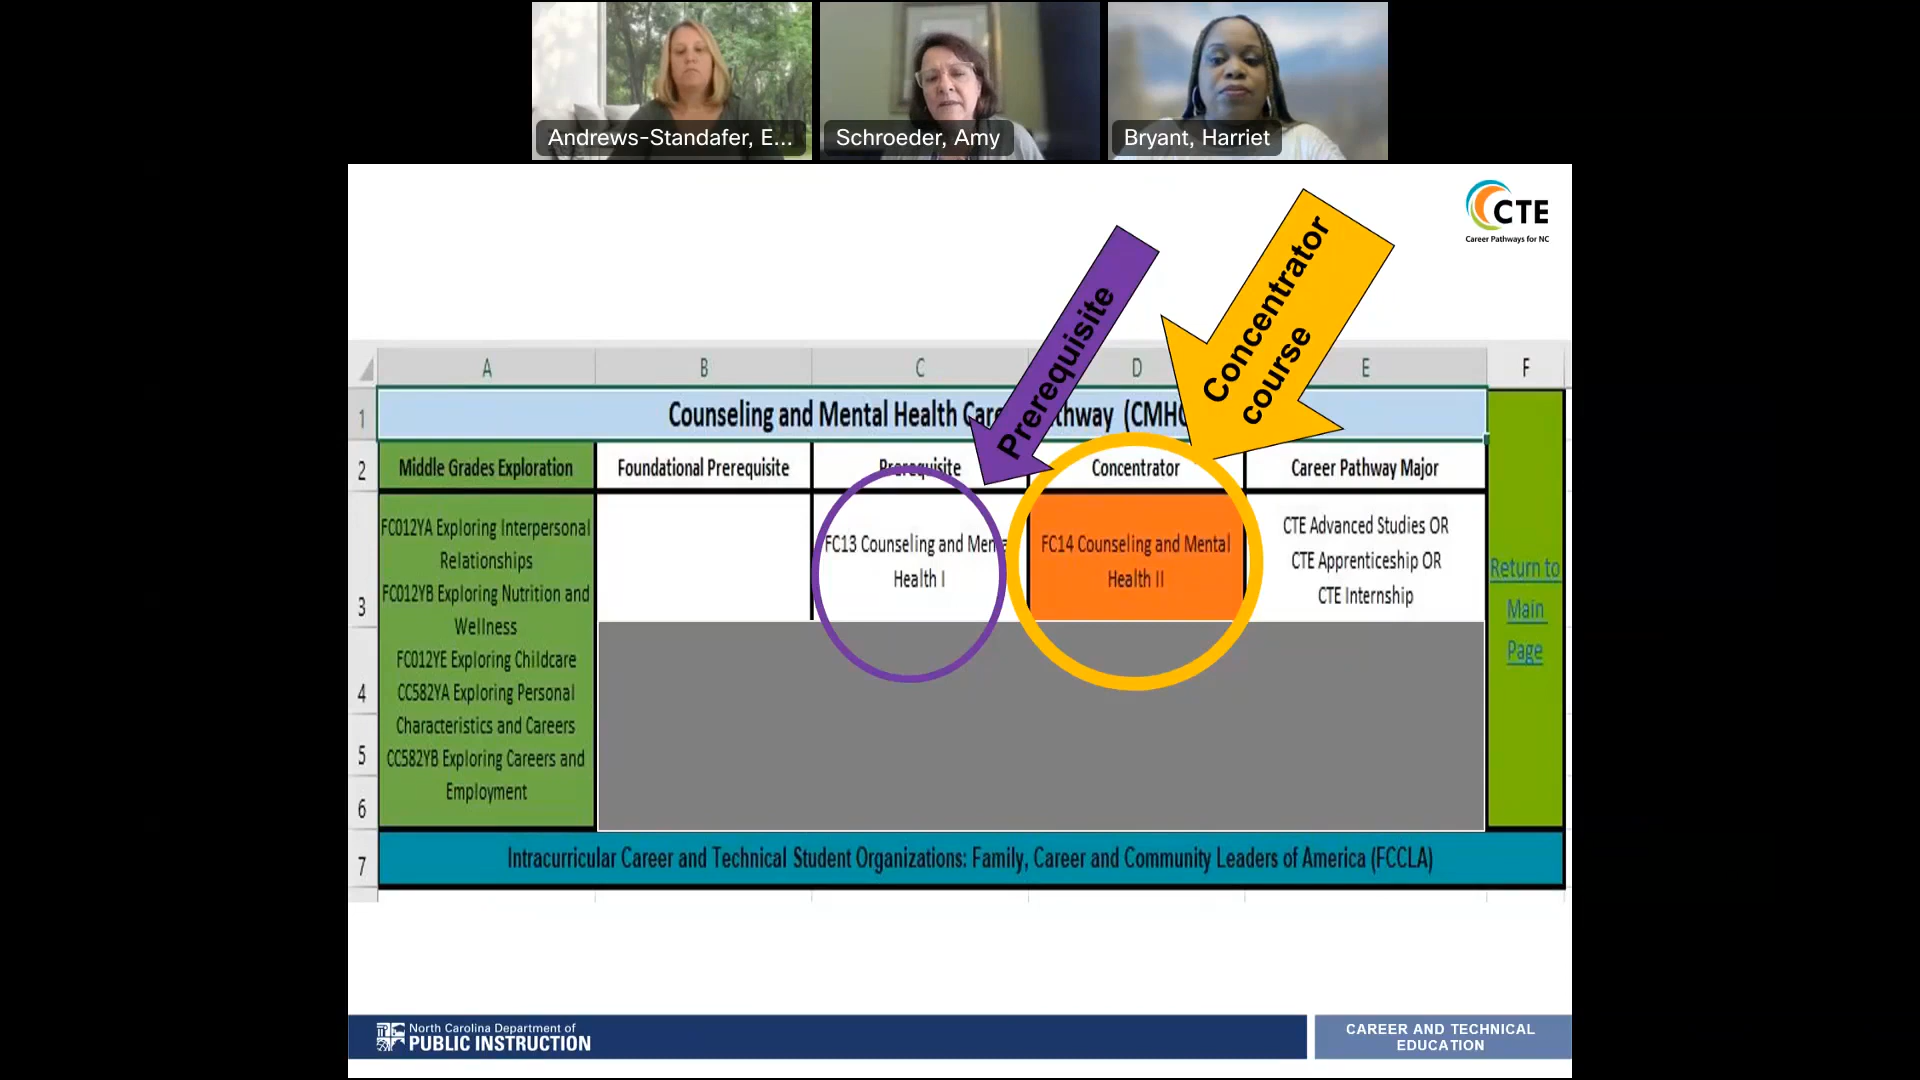 Andrews-Standafer, E...
Schroeder, Amy
Bryant, Harriet
CTE
Career Pathways for NC
Prerequisite
Concentrator
course
A
B
C
D
E
F
1
Counseling and Mental Health Care
thway (CMHC
2
Middle Grades Exploration
Foundational Prerequisite
Prerequisite
Concentrator
Career Pathway Major
3
FC012YA Exploring Interpersonal
Relationships
FC012YB Exploring Nutrition and
Wellness
FC012YE Exploring Childcare
CC582YA Exploring Personal
Characteristics and Careers
CC582YB Exploring Careers and
Employment
FC13 Counseling and Mental
Health I
FC14 Counseling and Mental
Health II
CTE Advanced Studies OR
CTE Apprenticeship OR
CTE Internship
Return to
Main
Page
4
5
6
7
Intracurricular Career and Technical Student Organizations: Family, Career and Community Leaders of America (FCCLA)
North Carolina Department of
PUBLIC INSTRUCTION
CAREER AND TECHNICAL
EDUCATION